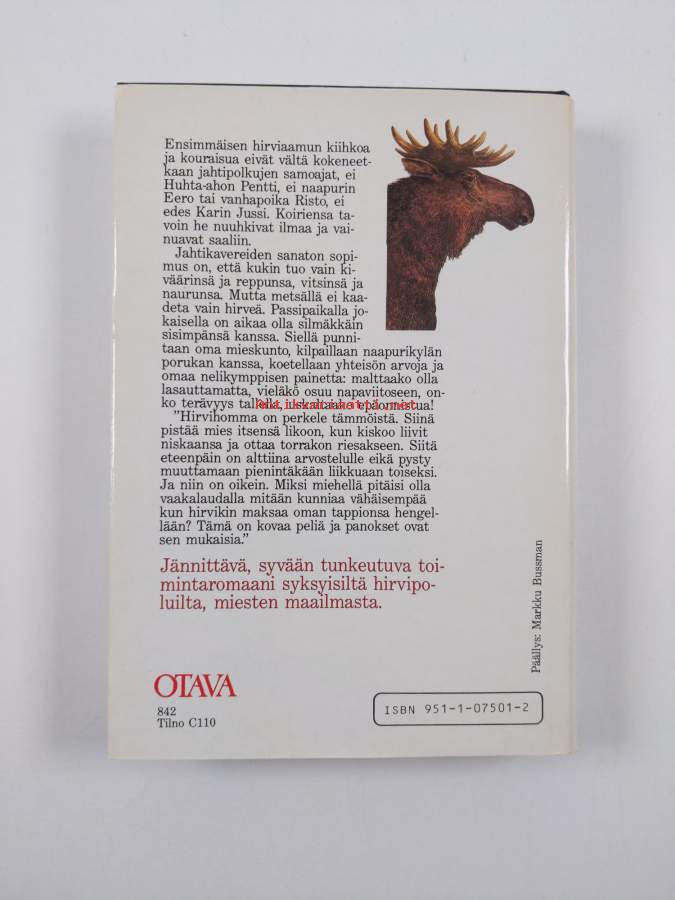 Ensimmäisen hirviaamun kiihkoa
ja kouraisua eivät vältä kokeneet-
kaan jahtipolkujen samoajat, ei
Huhta-ahon Pentti, ei naapurin
Eero tai vanhapoika Risto, ei
edes Karin Jussi. Koiriensa ta-
voin he nuuhkivat ilmaa ja vai-
nuavat saaliin.
Jahtikavereiden sanaton sopi-
mus on, että kukin tuo vain ki-
väärinsä ja reppunsa, vitsinsä ja
naurunsa. Mutta metsällä ei kaa-
deta vain hirveä. Passipaikalla jo-
kaisella on aikaa olla silmäkkäin
sisimpänsä kanssa. Siellä punni-
taan oma mieskunto, kilpaillaan naapurikylän
porukan kanssa, koetellaan yhteisön arvoja ja
omaa nelikymppisen painetta: malttaako olla
lasauttamatta, vieläkö osuu napaviitoseen, on-
ko terävyys tallella, uskaltaako epäonnistua!
"Hirvihomma on perkele tämmöistä. Siinä
pistää mies itsensä likoon, kun kiskoo liivit
niskaansa ja ottaa torrakon riesakseen. Siitä
eteenpäin on alttiina arvostelulle eikä pysty
muuttamaan pienintäkään liikkuaan toiseksi.
Ja niin on oikein. Miksi miehellä pitäisi olla
vaakalaudalla mitään kunniaa vähäisempää
kun hirvikin maksaa oman tappionsa hengel-
lään? Tämä on kovaa peliä ja panokset ovat
sen mukaisia."
Jännittävä, syvään tunkeutuva toi-
mintaromaani syksyisiltä hirvipo-
luilta, miesten maailmasta.
Päällys: Markku Bussman
OTAVA
842
Tilno C110
ISBN 951-1-07501-2